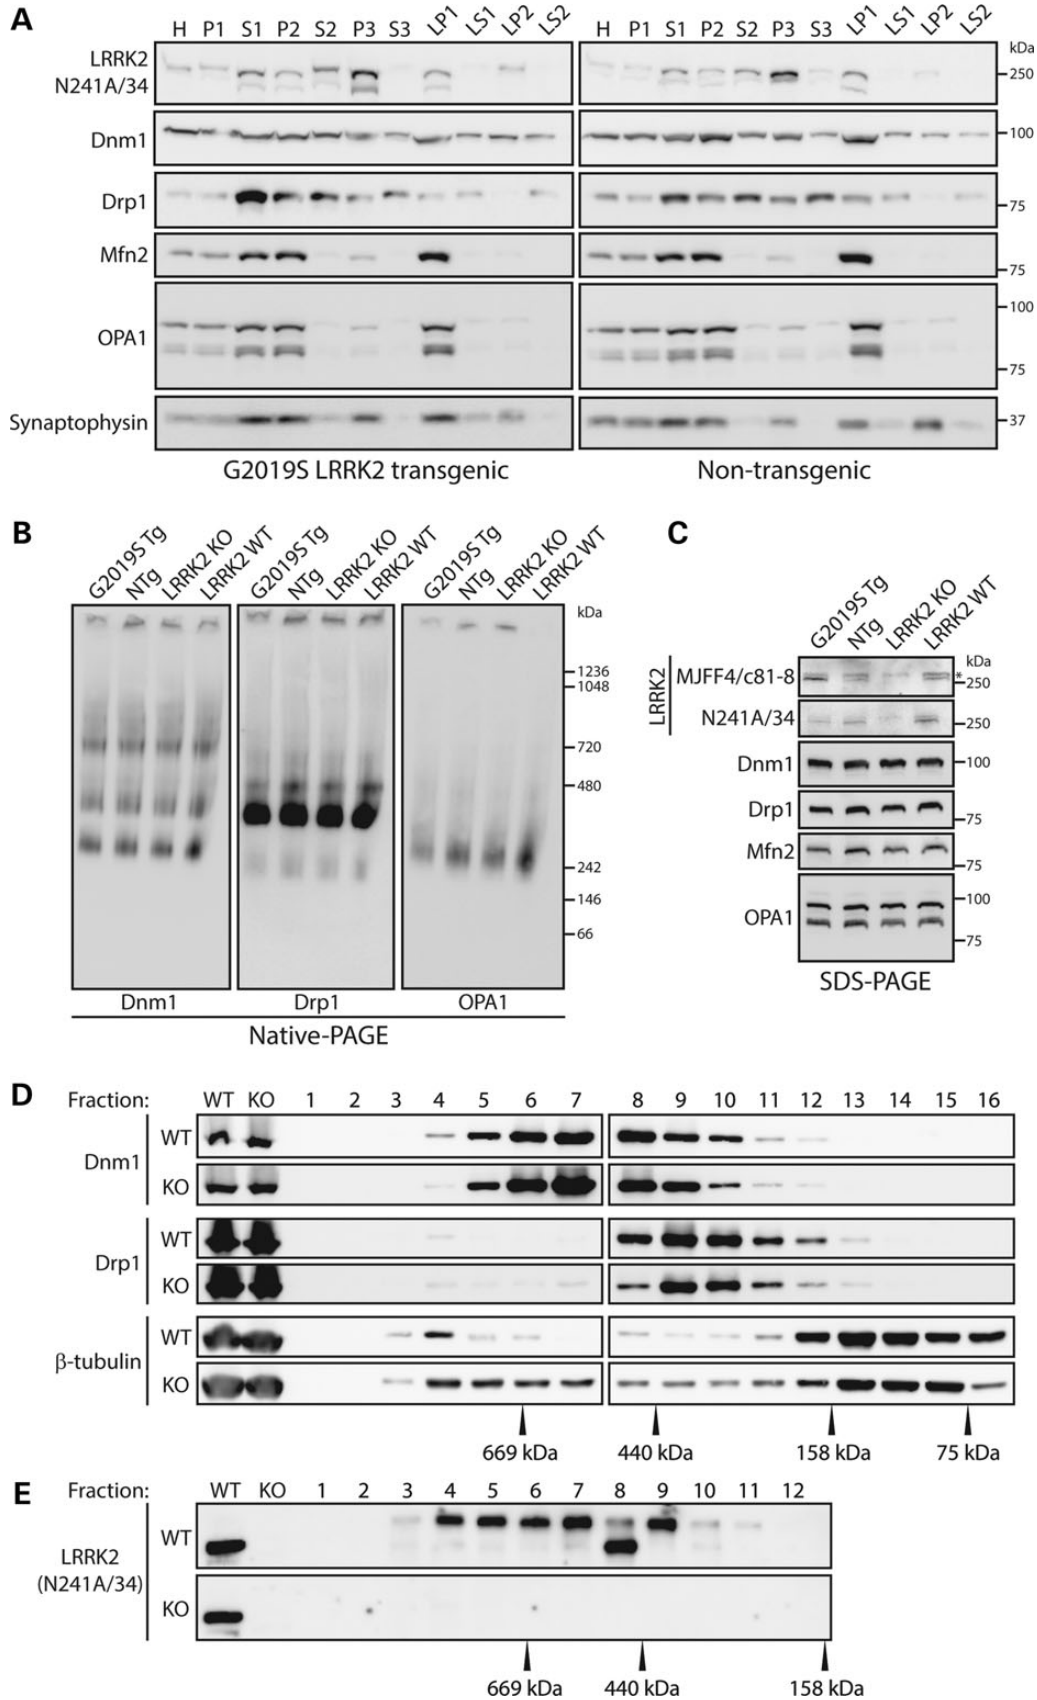 A
H P1 S1 P2 S2 P3 S3 LP1 LS1 LP2 LS2 H P1 S1 P2 S2 P3 S3 LP1 LS1 LP2 LS2
kDa
LRRK2
N241A/34
250
Dnm1
100
Drp1
75
Mfn2
75
100
OPA1
75
Synaptophysin
37
G2019S LRRK2 transgenic Non-transgenic
B
G2019S Tg NTg LRRK2 KO LRRK2 WT G2019S Tg NTg LRRK2 KO LRRK2 WT G2019S Tg NTg LRRK2 KO LRRK2 WT
kDa
1236
1048
720
480
242
146
66
Dnm1 Drp1 OPA1
Native-PAGE
C
G2019S Tg NTg LRRK2 KO LRRK2 WT
kDa
LRRK2
MJFF4/c81-8
*
250
N241A/34
250
Dnm1
100
Drp1
75
Mfn2
75
100
OPA1
75
SDS-PAGE
D
Fraction: WT KO 1 2 3 4 5 6 7 8 9 10 11 12 13 14 15 16
Dnm1
WT
KO
Drp1
WT
KO
β-tubulin
WT
KO
669 kDa 440 kDa 158 kDa 75 kDa
E
Fraction: WT KO 1 2 3 4 5 6 7 8 9 10 11 12
LRRK2
(N241A/34)
WT
KO
669 kDa 440 kDa 158 kDa